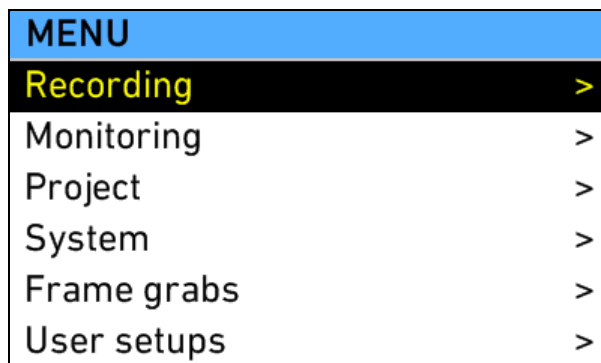 MENU
Recording >
Monitoring >
Project >
System >
Frame grabs >
User setups >